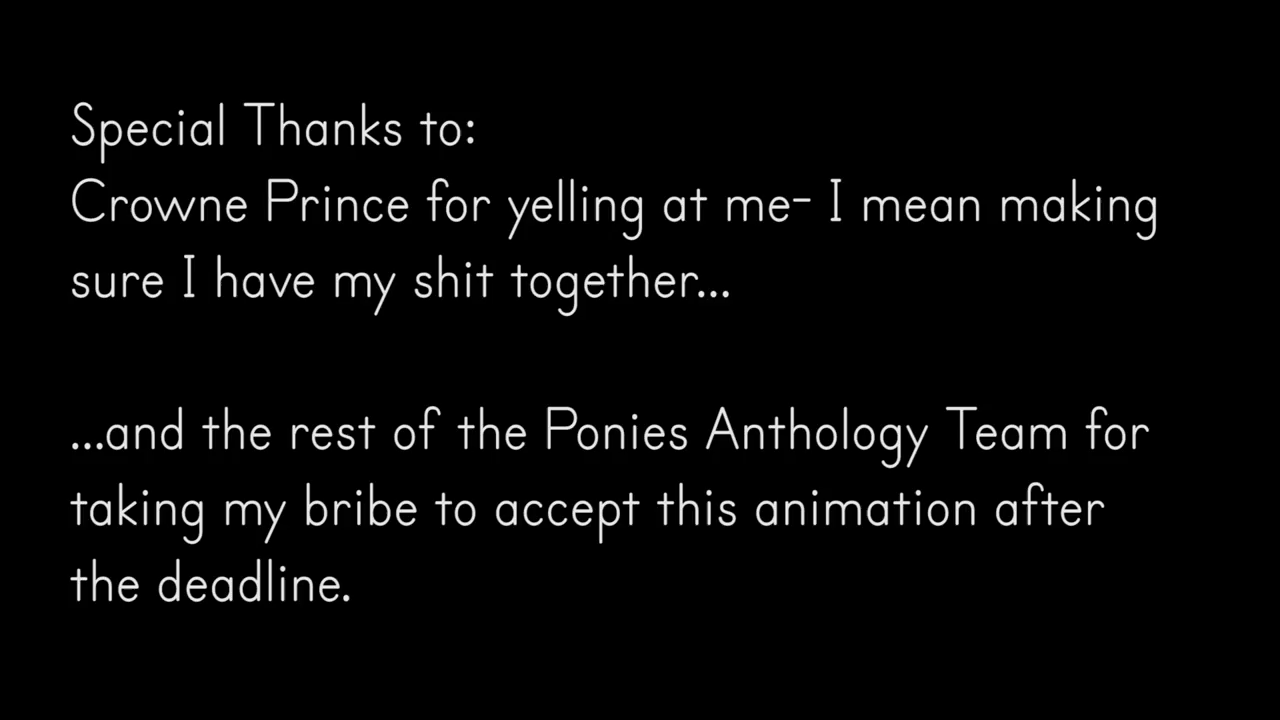 Special Thanks to:
Crowne Prince for yelling at me- I mean making
sure I have my shit together...
...and the rest of the Ponies Anthology Team for
taking my bribe to accept this animation after
the deadline.